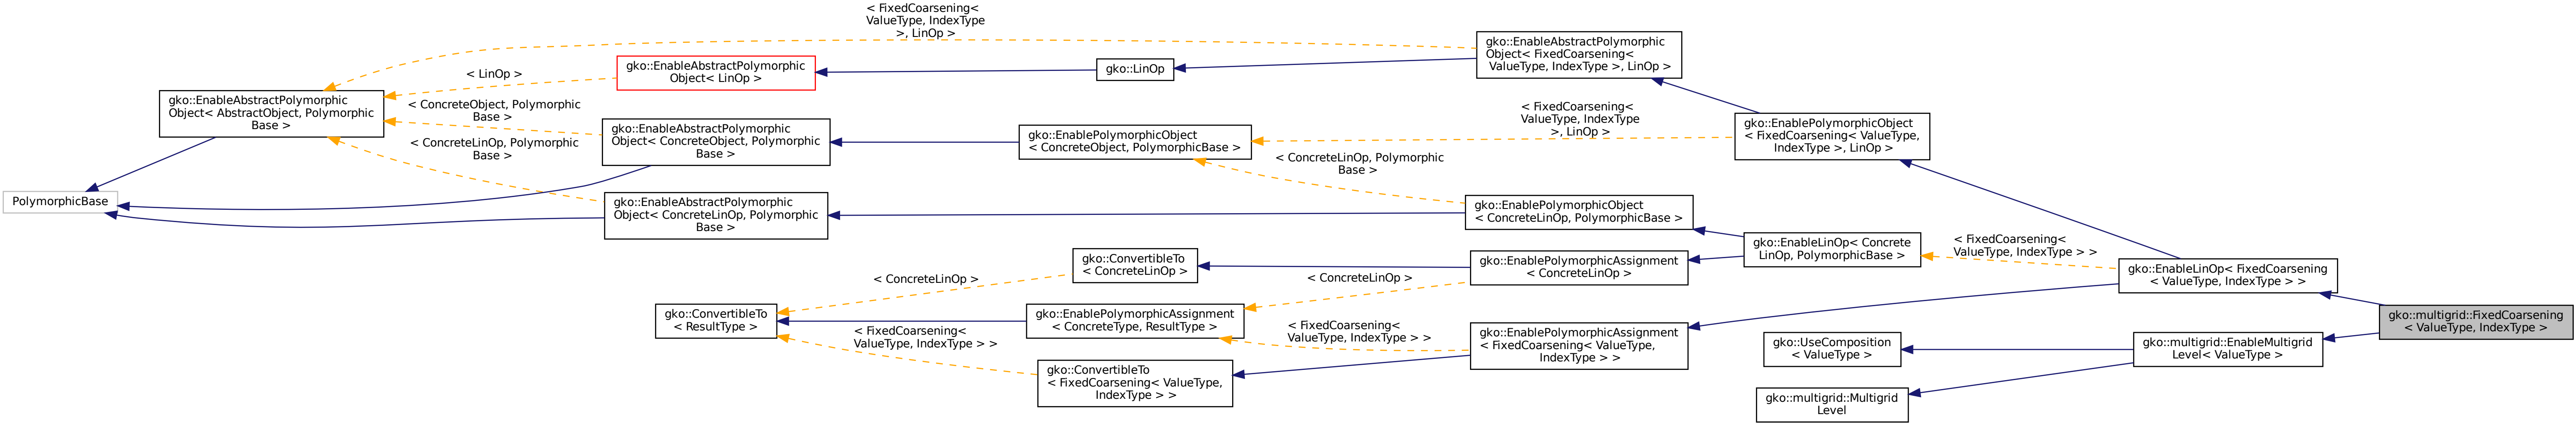 < FixedCoarsening<
ValueType, IndexType
>, LinOp >
gko::EnableAbstractPolymorphic
Object< FixedCoarsening<
ValueType, IndexType >, LinOp >
gko::EnableAbstractPolymorphic
Object< LinOp >
gko::LinOp
< LinOp >
gko::EnableAbstractPolymorphic
Object< AbstractObject, Polymorphic
Base >
< ConcreteObject, Polymorphic
Base >
< FixedCoarsening<
ValueType, IndexType
>, LinOp >
gko::EnablePolymorphicObject
< FixedCoarsening< ValueType,
IndexType >, LinOp >
gko::EnableAbstractPolymorphic
Object< ConcreteObject, Polymorphic
Base >
gko::EnablePolymorphicObject
< ConcreteObject, PolymorphicBase >
< ConcreteLinOp, Polymorphic
Base >
< ConcreteLinOp, Polymorphic
Base >
PolymorphicBase
gko::EnableAbstractPolymorphic
Object< ConcreteLinOp, Polymorphic
Base >
gko::EnablePolymorphicObject
< ConcreteLinOp, PolymorphicBase >
gko::EnableLinOp< Concrete
LinOp, PolymorphicBase >
< FixedCoarsening<
ValueType, IndexType > >
gko::ConvertibleTo
< ConcreteLinOp >
gko::EnablePolymorphicAssignment
< ConcreteLinOp >
gko::EnableLinOp< FixedCoarsening
< ValueType, IndexType > >
< ConcreteLinOp >
< ConcreteLinOp >
gko::ConvertibleTo
< ResultType >
gko::EnablePolymorphicAssignment
< ConcreteType, ResultType >
gko::multigrid::FixedCoarsening
< ValueType, IndexType >
< FixedCoarsening<
ValueType, IndexType > >
< FixedCoarsening<
ValueType, IndexType > >
gko::EnablePolymorphicAssignment
< FixedCoarsening< ValueType,
IndexType > >
gko::UseComposition
< ValueType >
gko::multigrid::EnableMultigrid
Level< ValueType >
gko::ConvertibleTo
< FixedCoarsening< ValueType,
IndexType > >
gko::multigrid::Multigrid
Level